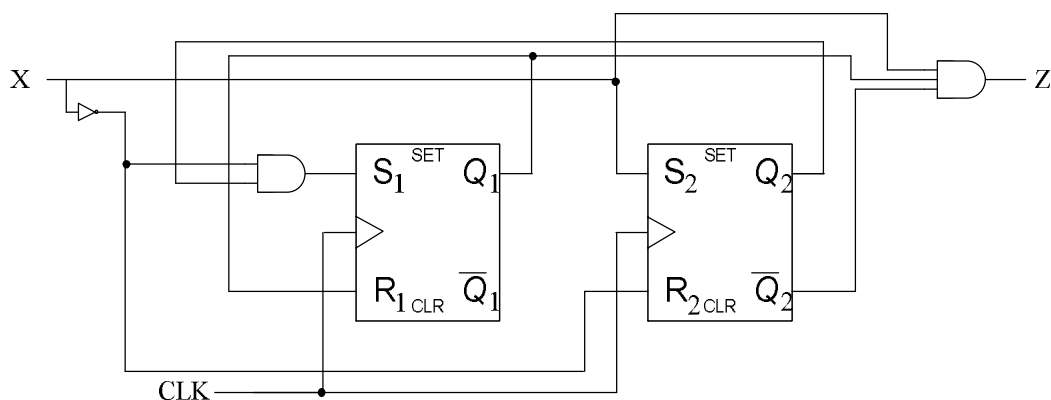 X
Z
S1 SET Q1
R1 CLR Q̅1
S2 SET Q2
R2 CLR Q̅2
CLK